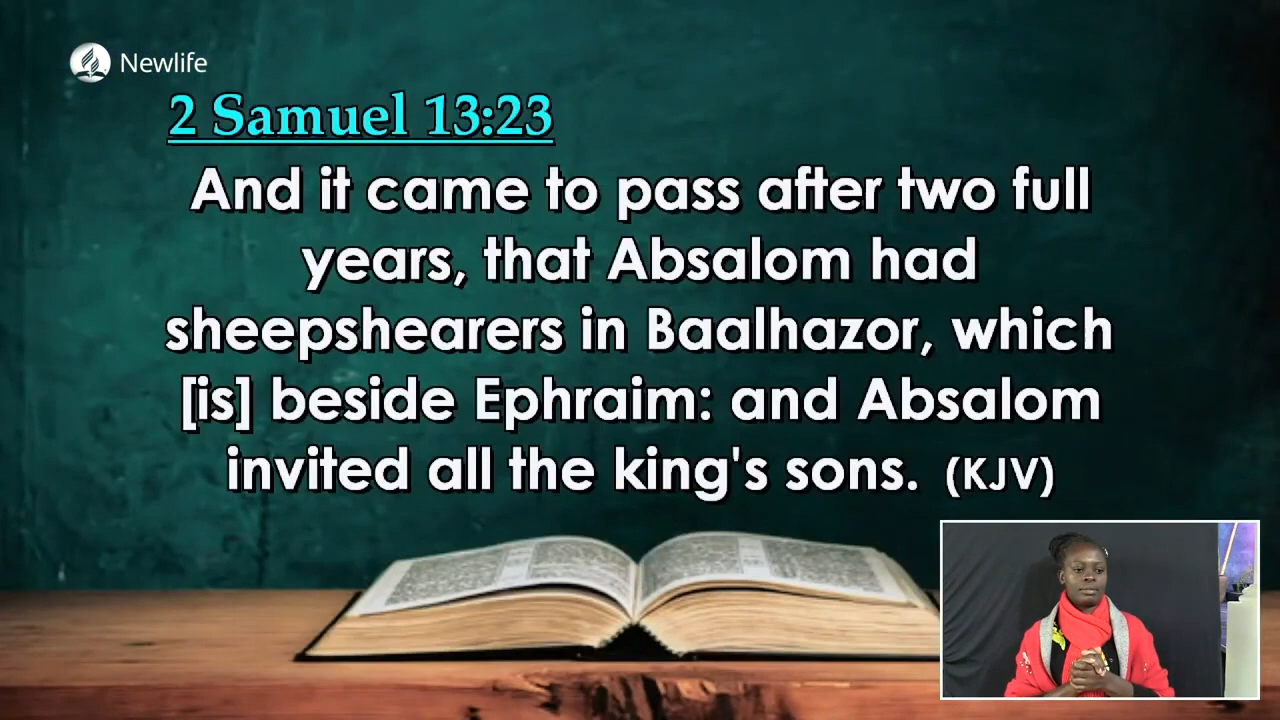 Newlife
2 Samuel 13:23
And it came to pass after two full
years, that Absalom had
sheepshearers in Baalhazor, which
[is] beside Ephraim: and Absalom
invited all the king's sons. (KJV)